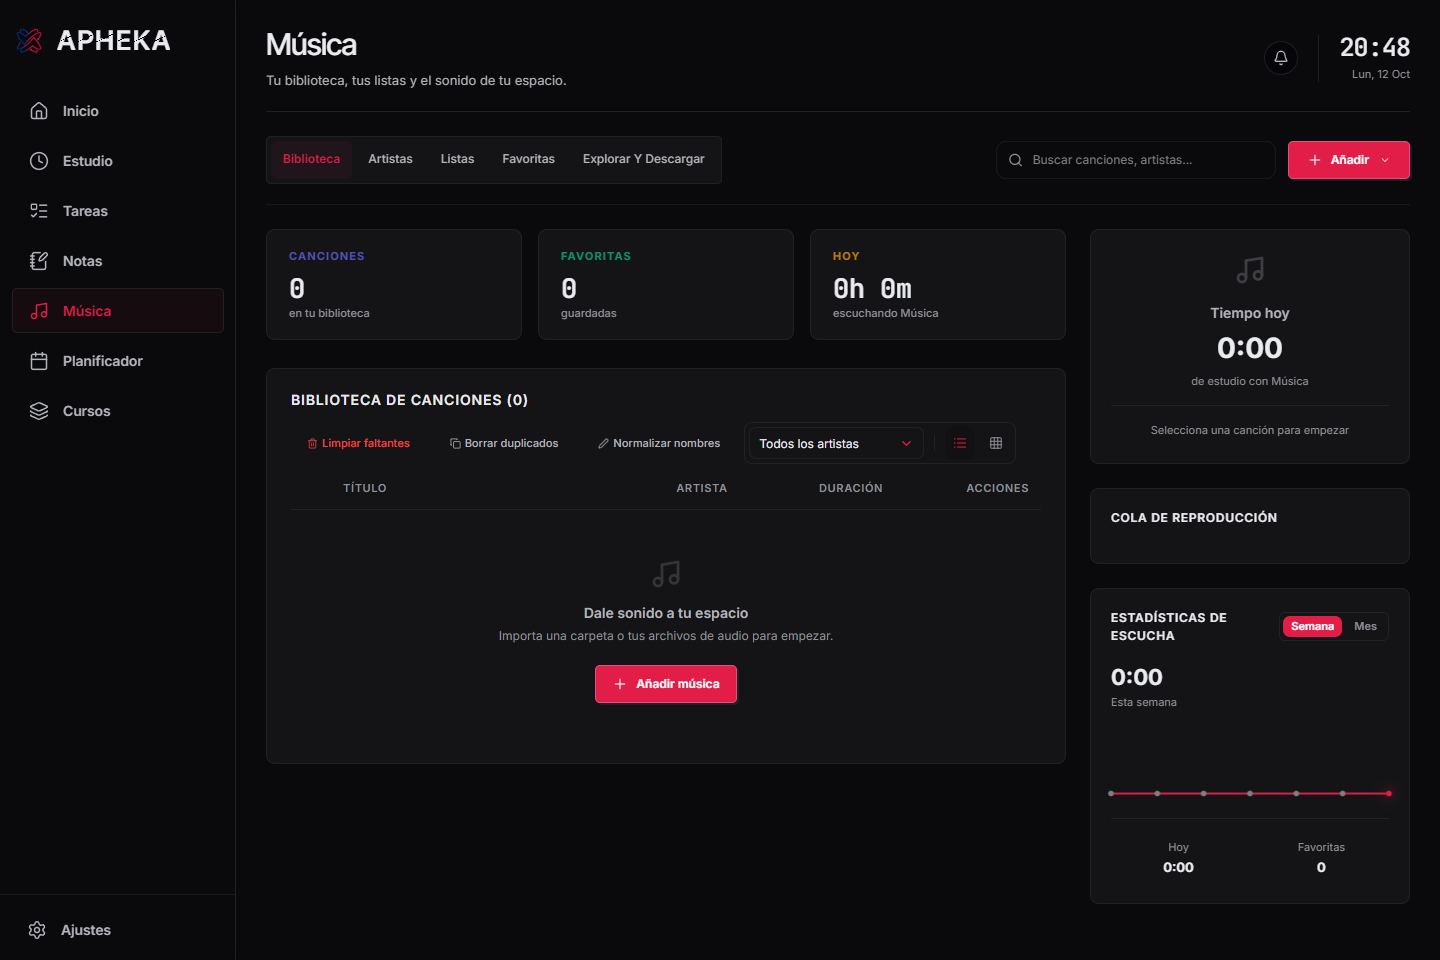 APHEKA
Inicio
Estudio
Tareas
Notas
Música
Planificador
Cursos
Ajustes
Música
Tu biblioteca, tus listas y el sonido de tu espacio.
20:48
Lun, 12 Oct
Biblioteca
Artistas
Listas
Favoritas
Explorar Y Descargar
Buscar canciones, artistas...
Añadir
CANCIONES
0
en tu biblioteca
FAVORITAS
0
guardadas
HOY
0h 0m
escuchando Música
BIBLIOTECA DE CANCIONES (0)
Limpiar faltantes
Borrar duplicados
Normalizar nombres
Todos los artistas
TÍTULO
ARTISTA
DURACIÓN
ACCIONES
Dale sonido a tu espacio
Importa una carpeta o tus archivos de audio para empezar.
Añadir música
Tiempo hoy
0:00
de estudio con Música
Selecciona una canción para empezar
COLA DE REPRODUCCIÓN
ESTADÍSTICAS DE
ESCUCHA
Semana
Mes
0:00
Esta semana
Hoy
0:00
Favoritas
0